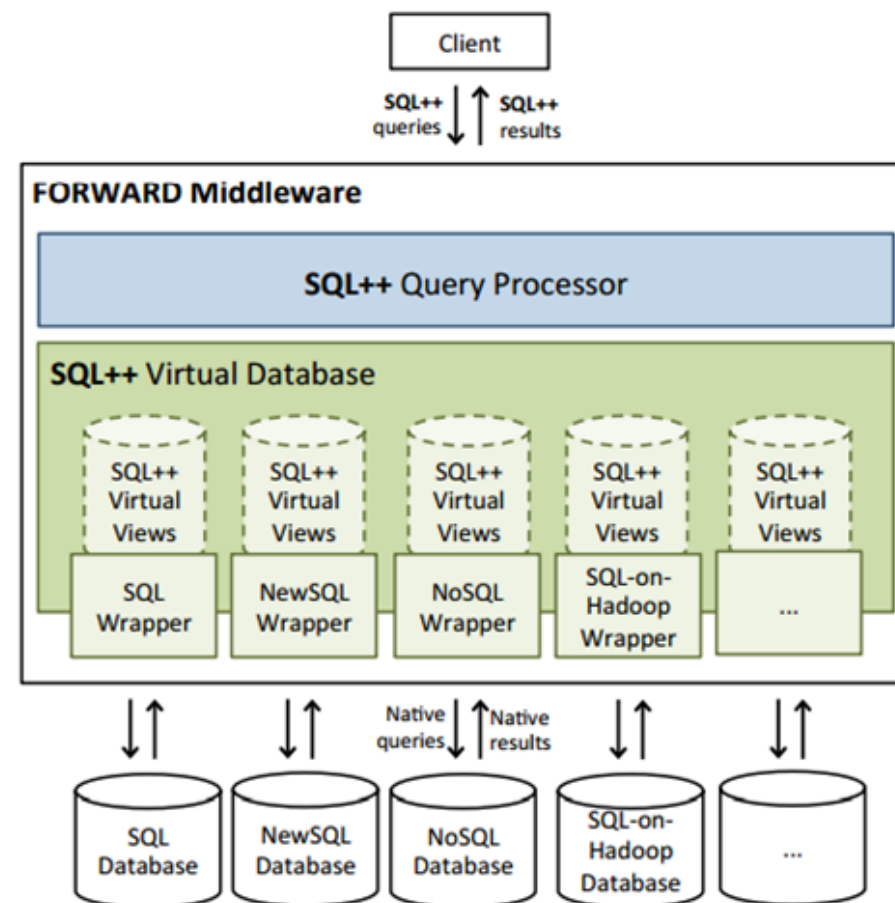 Client
SQL++
queries
SQL++
results
FORWARD Middleware
SQL++ Query Processor
SQL++ Virtual Database
SQL++
Virtual
Views
SQL++
Virtual
Views
SQL++
Virtual
Views
SQL++
Virtual
Views
SQL++
Virtual
Views
SQL
Wrapper
NewSQL
Wrapper
NoSQL
Wrapper
SQL-on-
Hadoop
Wrapper
...
Native
queries
Native
results
SQL
Database
NewSQL
Database
NoSQL
Database
SQL-on-
Hadoop
Database
...